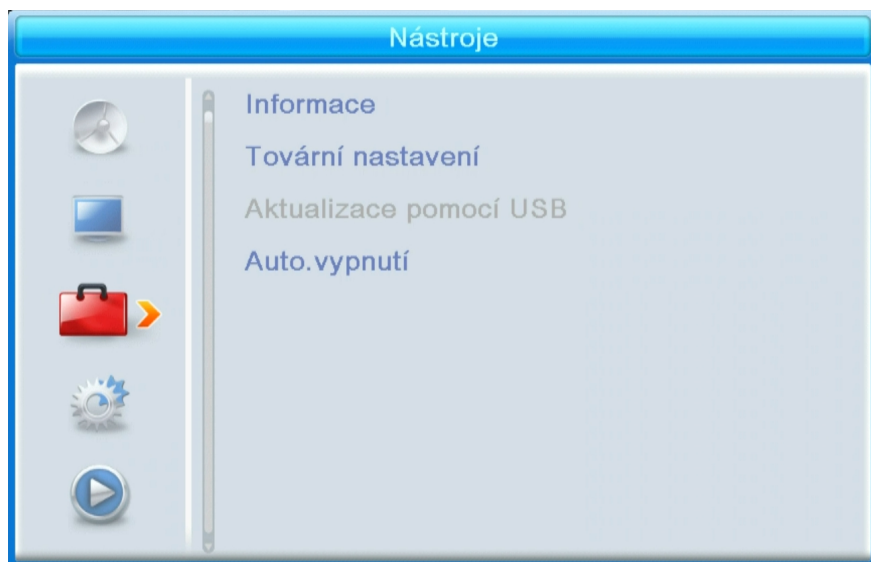 Nástroje
Informace
Tovární nastavení
Aktualizace pomocí USB
Auto.vypnutí